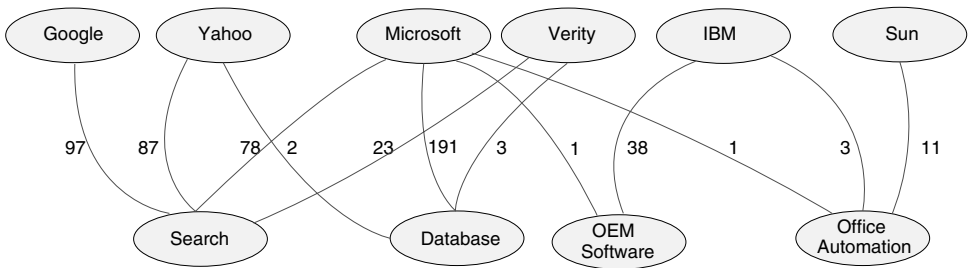 Google
Yahoo
Microsoft
Verity
IBM
Sun
97
87
78
2
23
191
3
1
38
1
3
11
Search
Database
OEM
Software
Office
Automation